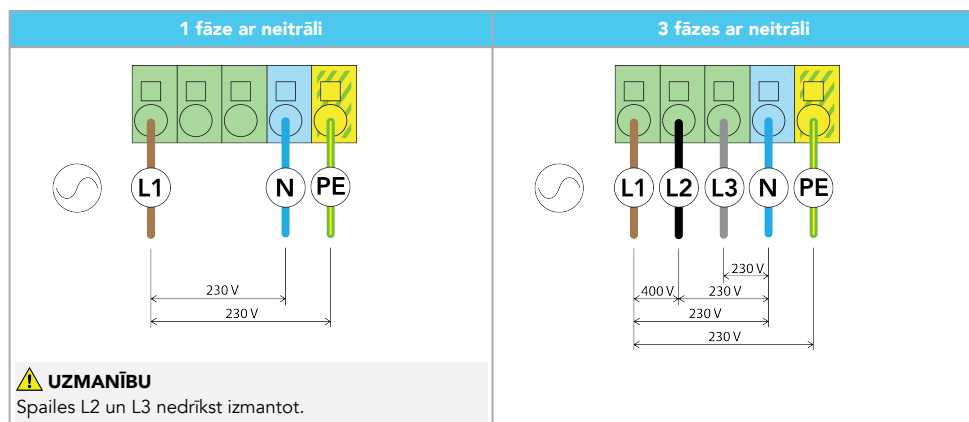 1 fāze ar neitrāli
3 fāzes ar neitrāli
L1 N PE
L1 L2 L3 N PE
230 V
230 V
230 V
400 V 230 V
230 V
230 V
UZMANĪBU
Spailes L2 un L3 nedrīkst izmantot.